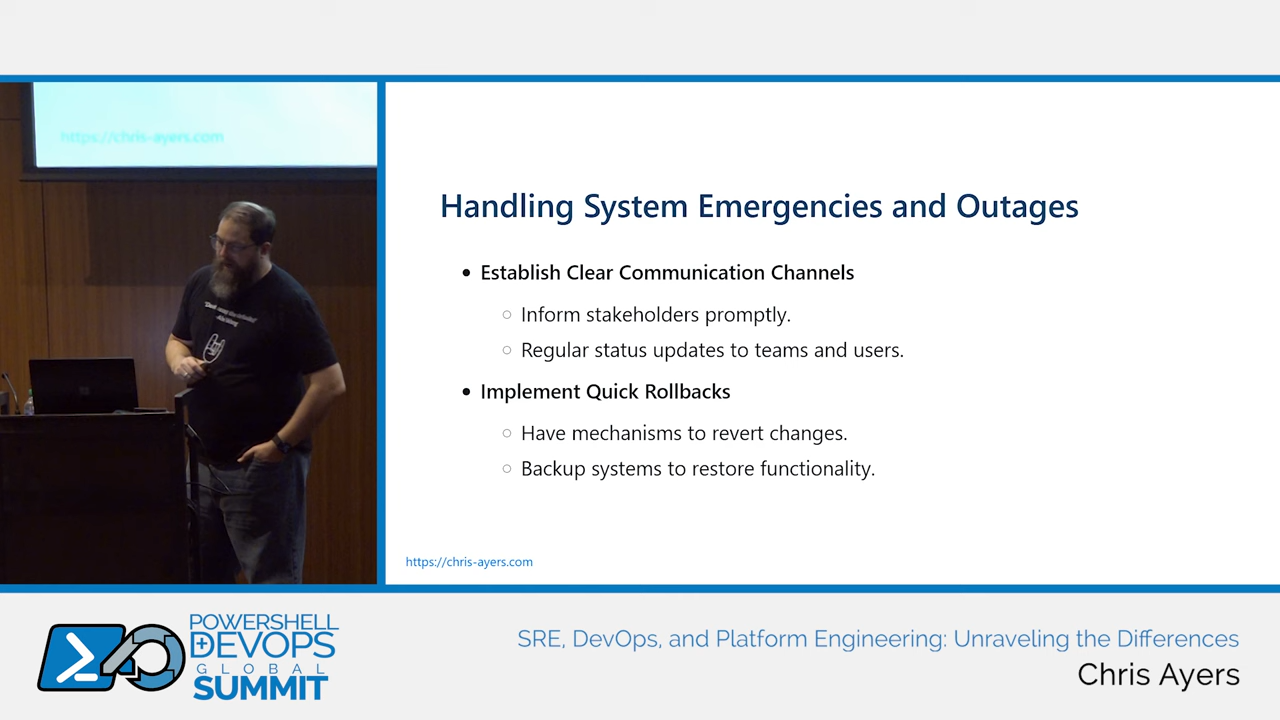 https://chris-ayers.com
Handling System Emergencies and Outages
Establish Clear Communication Channels
Inform stakeholders promptly.
Regular status updates to teams and users.
Implement Quick Rollbacks
Have mechanisms to revert changes.
Backup systems to restore functionality.
https://chris-ayers.com
POWERSHELL
+DEVOPS
GLOBAL
SUMMIT
SRE, DevOps, and Platform Engineering: Unraveling the Differences
Chris Ayers